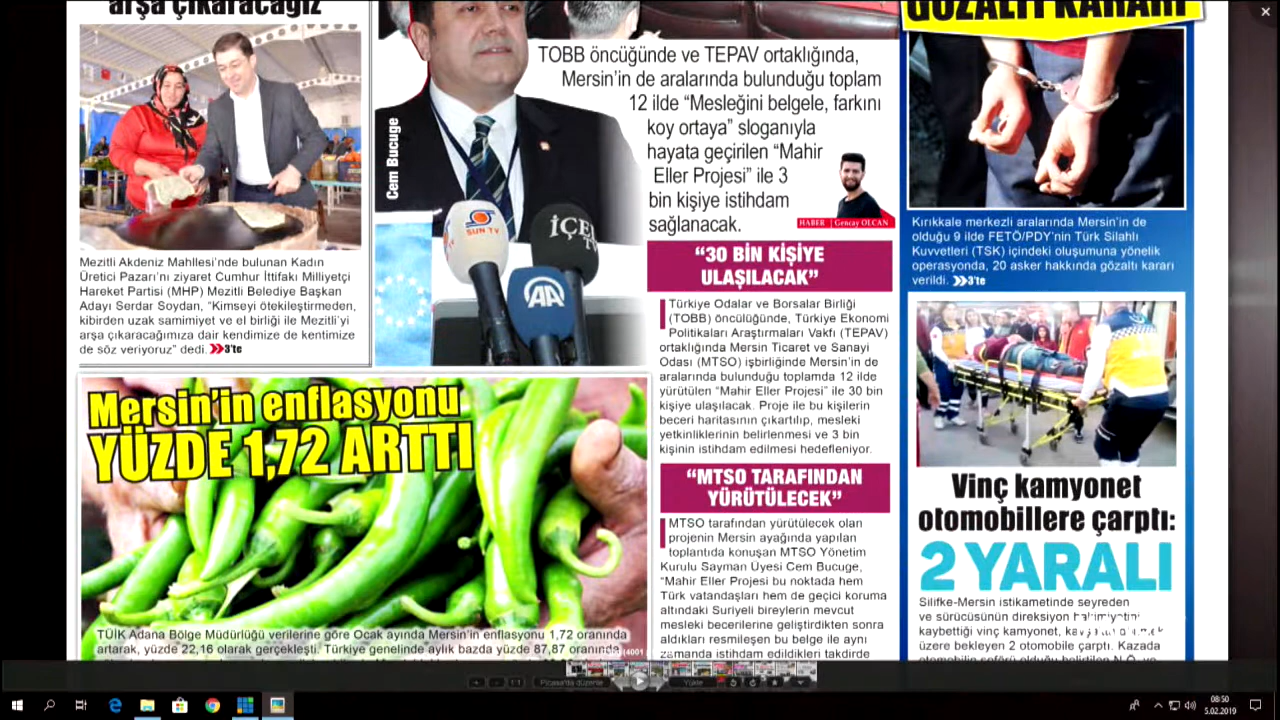 arşa çıkaracağız
Mezitli Akdeniz Mahllesi’nde bulunan Kadın
Üretici Pazarı’nı ziyaret Cumhur İttifakı Milliyetçi
Hareket Partisi (MHP) Mezitli Belediye Başkan
Adayı Serdar Soydan, “Kimseyi ötekileştirmeden,
kibirden uzak samimiyet ve el birliği ile Mezitli’yi
arşa çıkaracağımıza dair kendimize de kentimize
de söz veriyoruz” dedi. 3’te
Cem Bucuge
SUN TV
İÇEL
TV
AA
TOBB öncüğünde ve TEPAV ortaklığında,
Mersin’in de aralarında bulunduğu toplam
12 ilde “Mesleğini belgele, farkını
koy ortaya” sloganıyla
hayata geçirilen “Mahir
Eller Projesi” ile 3
bin kişiye istihdam
sağlanacak.
HABER Gencay OLCAN
“30 BİN KİŞİYE
ULAŞILACAK”
Türkiye Odalar ve Borsalar Birliği
(TOBB) öncülüğünde, Türkiye Ekonomi
Politikaları Araştırmaları Vakfı (TEPAV)
ortaklığında Mersin Ticaret ve Sanayi
Odası (MTSO) işbirliğinde Mersin’in de
aralarında bulunduğu toplamda 12 ilde
yürütülen “Mahir Eller Projesi” ile 30 bin
kişiye ulaşılacak. Proje ile bu kişilerin
beceri haritasının çıkartılıp, mesleki
yetkinliklerinin belirlenmesi ve 3 bin
kişinin istihdam edilmesi hedefleniyor.
“MTSO TARAFINDAN
YÜRÜTÜLECEK”
MTSO tarafından yürütülecek olan
projenin Mersin ayağında yapılan
toplantıda konuşan MTSO Yönetim
Kurulu Sayman Üyesi Cem Bucuge,
“Mahir Eller Projesi bu noktada hem
Türk vatandaşları hem de geçici koruma
altındaki Suriyeli bireylerin mevcut
mesleki becerilerine geliştirdikten sonra
aldıkları resmileşen bu belge ile aynı
zamanda istihdam edildikleri takdirde
Mersin’in enflasyonu
YÜZDE 1,72 ARTTI
TÜİK Adana Bölge Müdürlüğü verilerine göre Ocak ayında Mersin’in enflasyonu 1,72 oranında
artarak, yüzde 22,16 olarak gerçekleşti. Türkiye genelinde aylık bazda yüzde 87,87 oranında
GÖZALTI KARARI
Kırıkkale merkezli aralarında Mersin’in de
olduğu 9 ilde FETÖ/PDY’nin Türk Silahlı
Kuvvetleri (TSK) içindeki oluşumuna yönelik
operasyonda, 20 asker hakkında gözaltı kararı
verildi. 3’te
Vinç kamyonet
otomobillere çarptı:
2 YARALI
Silifke-Mersin istikametinde seyreden
ve sürücüsünün direksiyon hakimiyetini
kaybettiği vinç kamyonet,
üzere bekleyen 2 otomobile çarptı. Kazada
1:1
Picasa'da düzenle
Yükle
08:50
5.02.2019